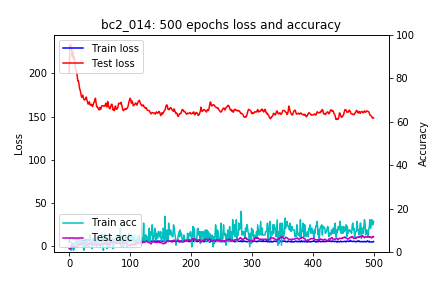 bc2_014: 500 epochs loss and accuracy
Train loss
Test loss
Train acc
Test acc
Loss
Accuracy
0
50
100
150
200
0
20
40
60
80
100
0
100
200
300
400
500